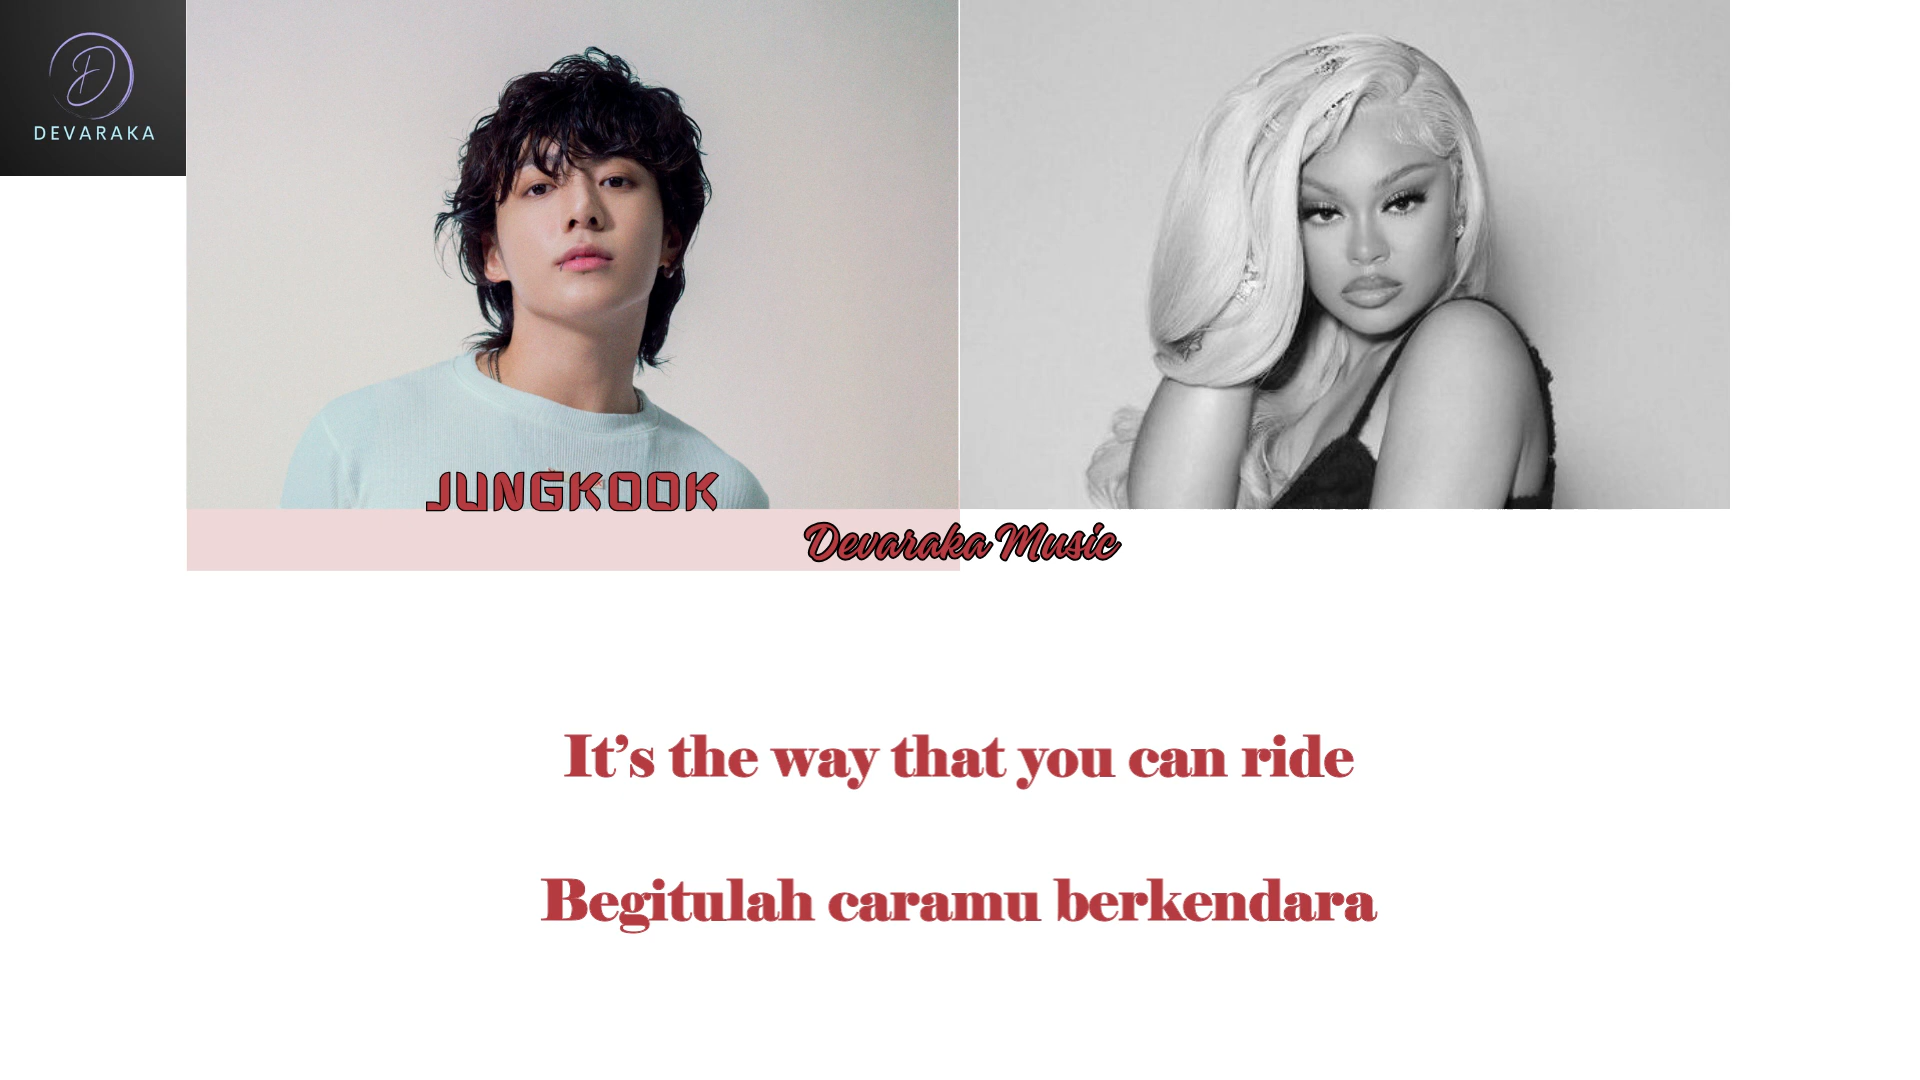 DEVARAKA
JUNGKOOK
Devaraka Music
It’s the way that you can ride
Begitulah caramu berkendara